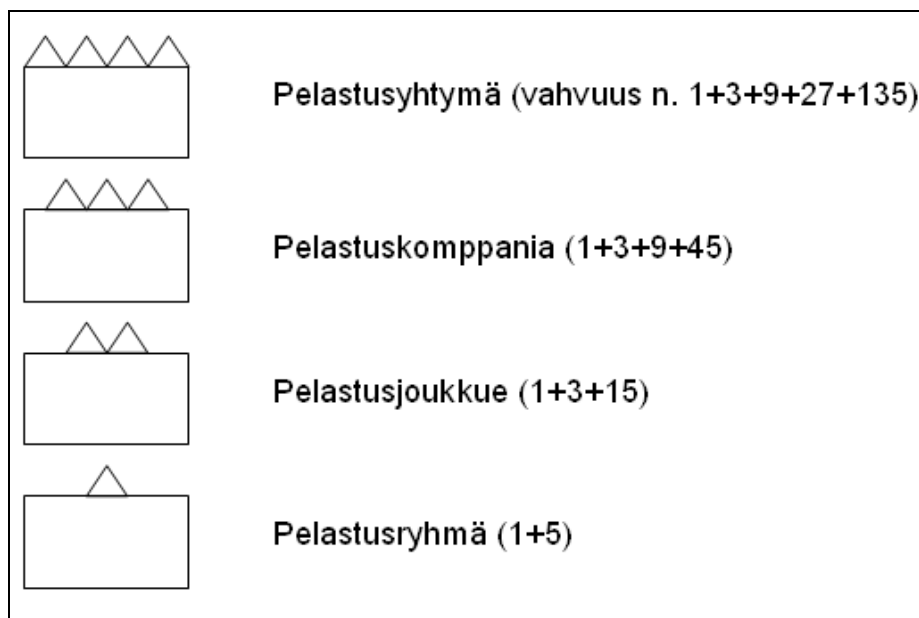 Pelastusyhtymä (vahvuus n. 1+3+9+27+135)
Pelastuskomppania (1+3+9+45)
Pelastusjoukkue (1+3+15)
Pelastusryhmä (1+5)